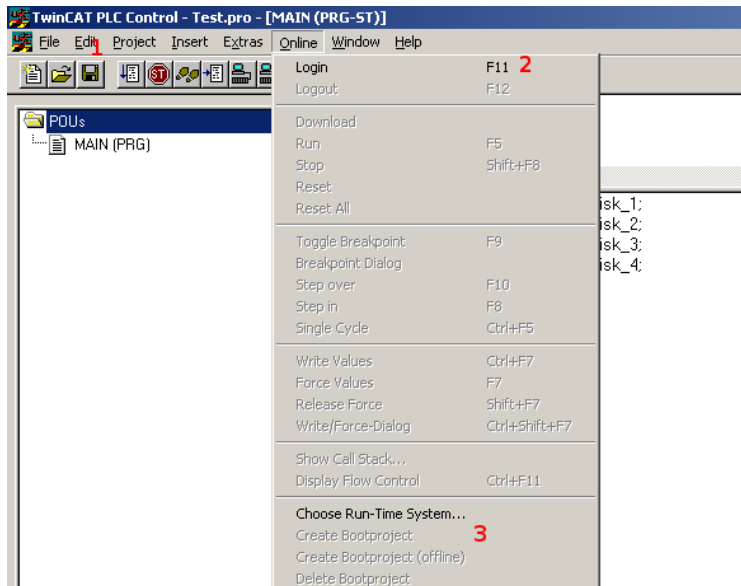 TwinCAT PLC Control - Test.pro - [MAIN (PRG-ST)]
File Edit Project Insert Extras Online Window Help
1
Login F11 2
Logout F12
POUs
MAIN (PRG)
Download
Run F5
Stop Shift+F8
Reset
Reset All
isk_1;
isk_2;
isk_3;
isk_4;
Toggle Breakpoint F9
Breakpoint Dialog
Step over F10
Step in F8
Single Cycle Ctrl+F5
Write Values Ctrl+F7
Force Values F7
Release Force Shift+F7
Write/Force-Dialog Ctrl+Shift+F7
Show Call Stack...
Display Flow Control Ctrl+F11
Choose Run-Time System...
Create Bootproject 3
Create Bootproject (offline)
Delete Bootproject